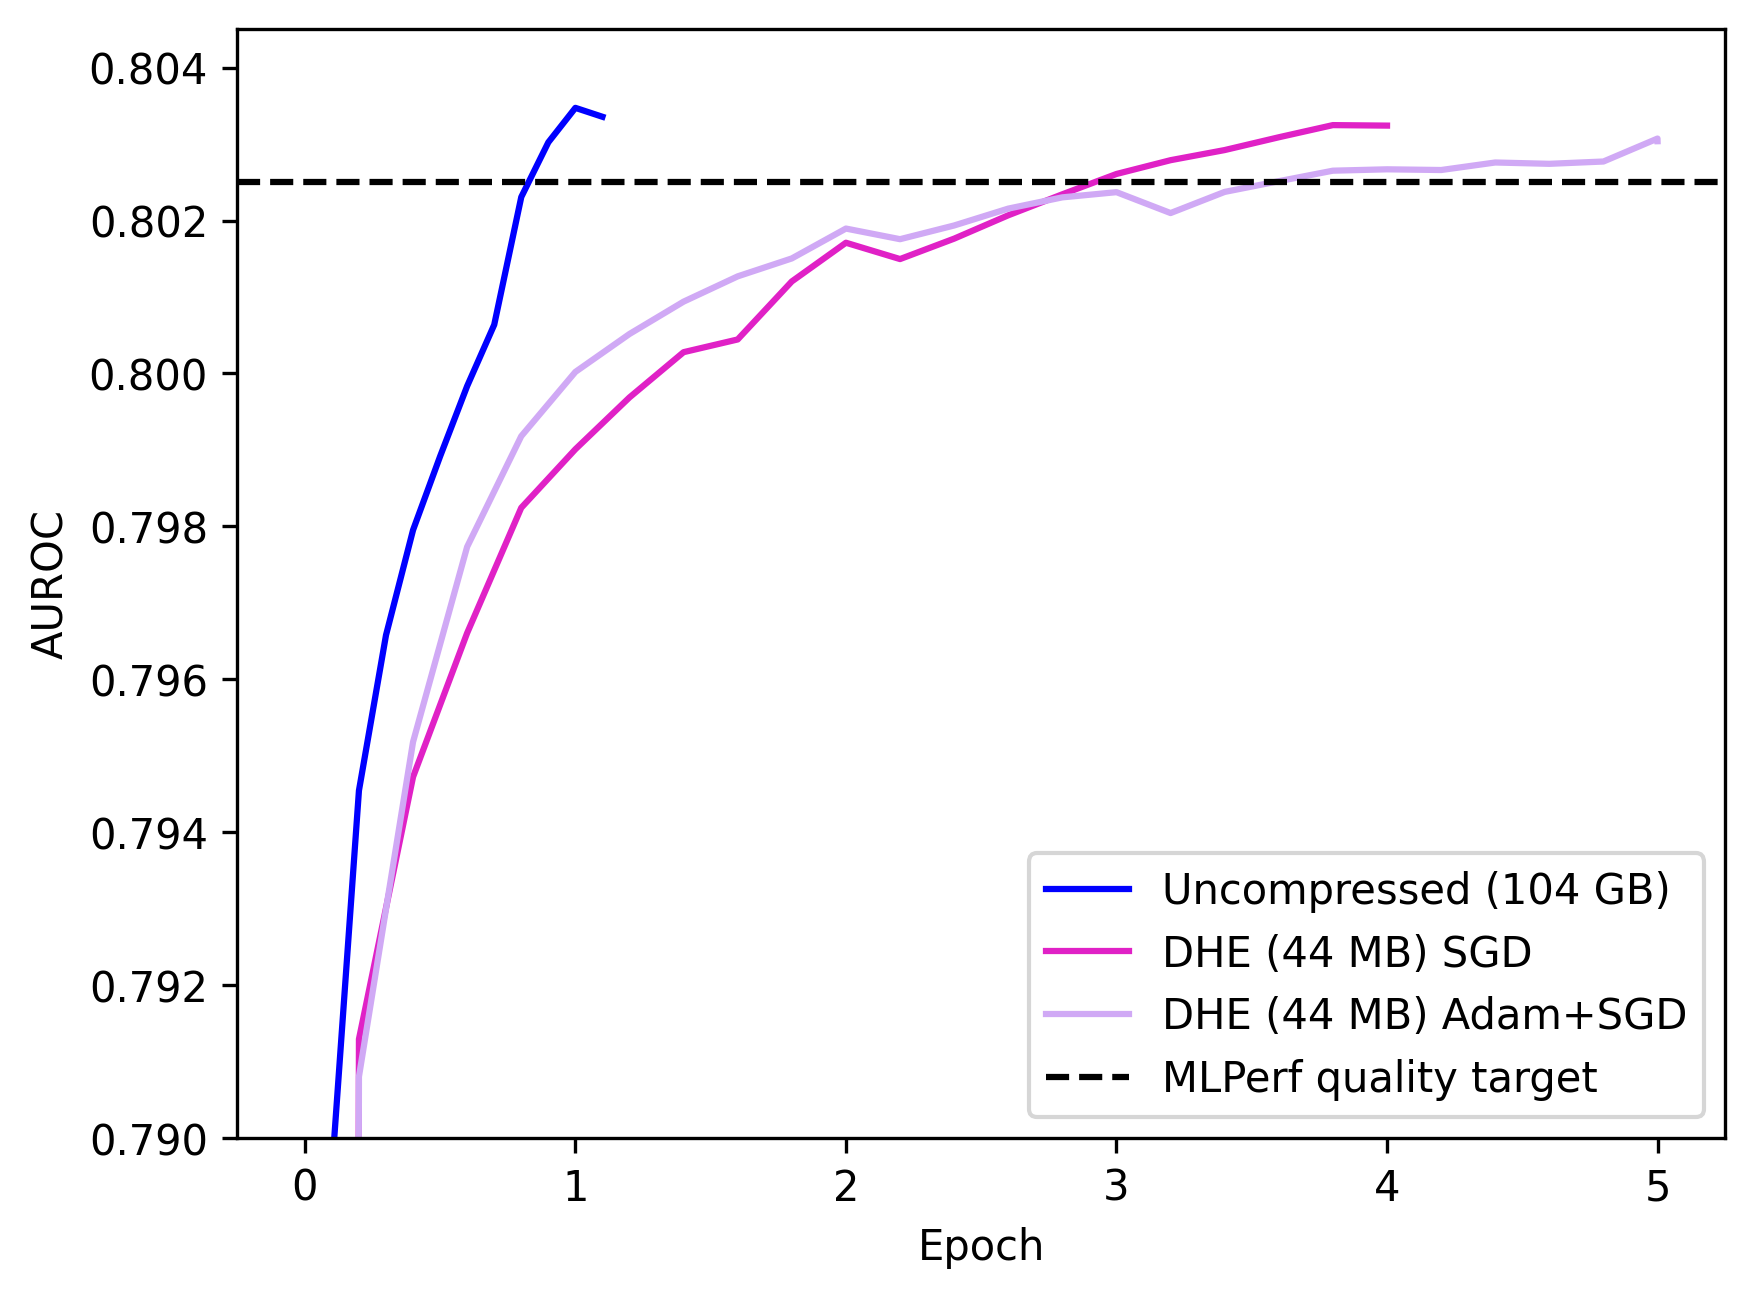 0.804
0.802
0.800
0.798
0.796
0.794
0.792
0.790
AUROC
0 1 2 3 4 5
Epoch
Uncompressed (104 GB)
DHE (44 MB) SGD
DHE (44 MB) Adam+SGD
MLPerf quality target